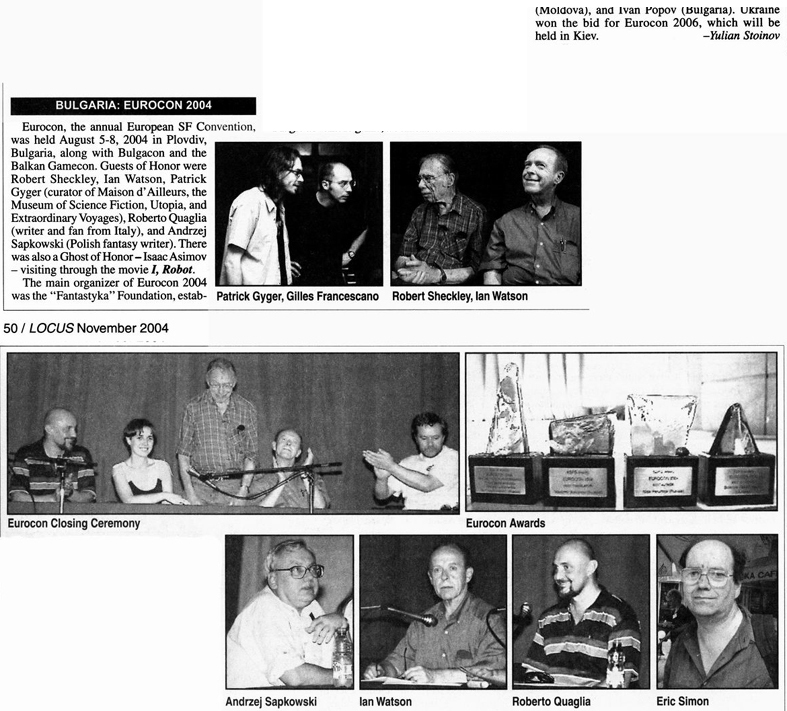 (Moldova), and Ivan Popov (Bulgaria). Ukraine
won the bid for Eurocon 2006, which will be
held in Kiev. –Yulian Stoinov
BULGARIA: EUROCON 2004
Eurocon, the annual European SF Convention,
was held August 5-8, 2004 in Plovdiv,
Bulgaria, along with Bulgacon and the
Balkan Gamecon. Guests of Honor were
Robert Sheckley, Ian Watson, Patrick
Gyger (curator of Maison d'Ailleurs, the
Museum of Science Fiction, Utopia, and
Extraordinary Voyages), Roberto Quaglia
(writer and fan from Italy), and Andrzej
Sapkowski (Polish fantasy writer). There
was also a Ghost of Honor – Isaac Asimov
– visiting through the movie I, Robot.
The main organizer of Eurocon 2004
was the "Fantastyka" Foundation, estab-
Patrick Gyger, Gilles Francescano
Robert Sheckley, Ian Watson
50 / LOCUS November 2004
Eurocon Closing Ceremony
EUROCON 2004
EUROCON 2004
Eurocon Awards
Andrzej Sapkowski
Ian Watson
Roberto Quaglia
Eric Simon